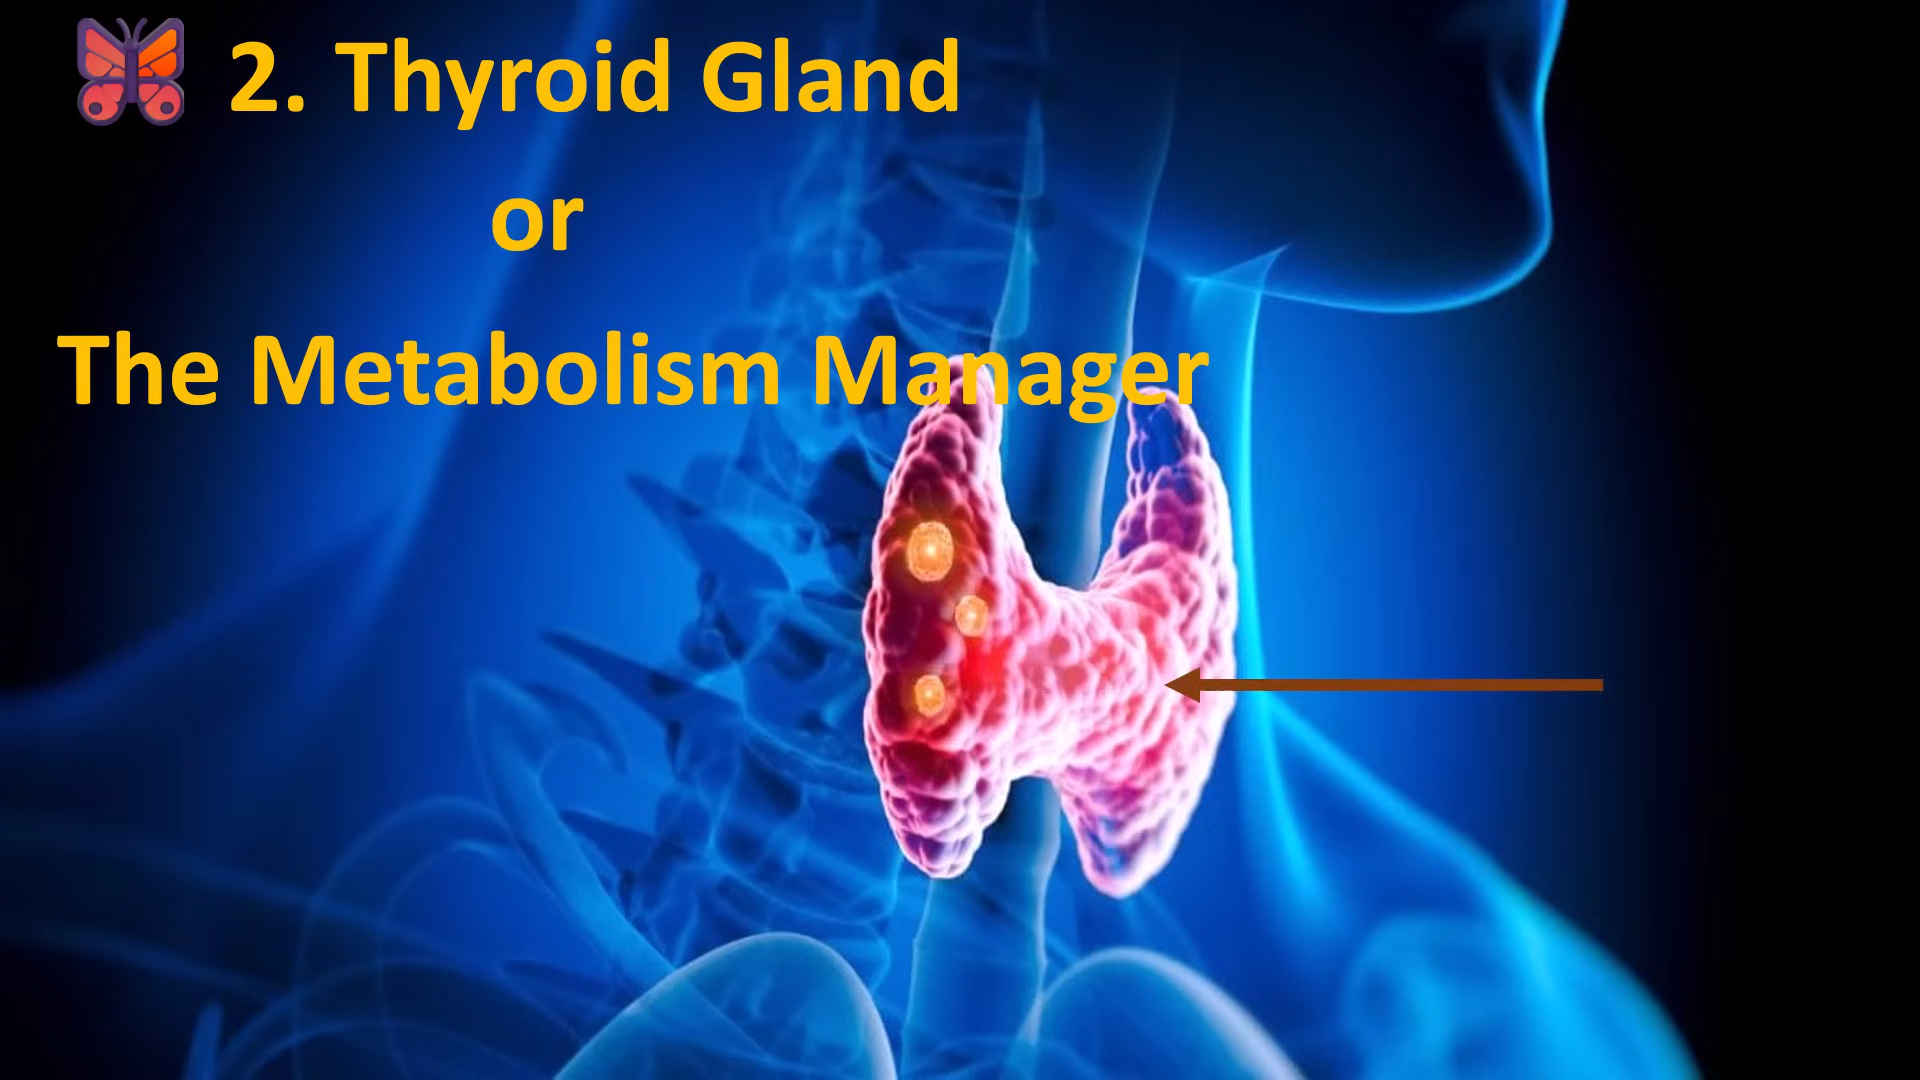 2. Thyroid Gland
or
The Metabolism Manager